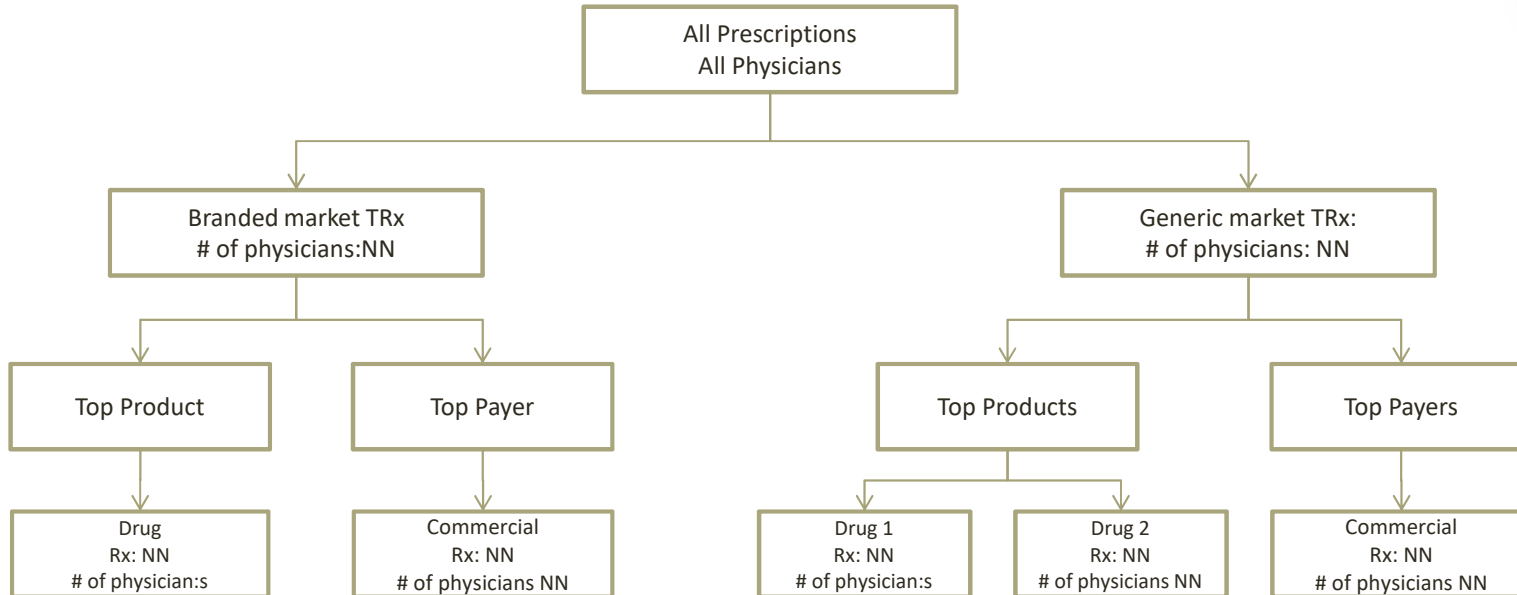 All Prescriptions
All Physicians
Branded market TRx
# of physicians:NN
Generic market TRx:
# of physicians: NN
Top Product
Top Payer
Top Products
Top Payers
Drug
Rx: NN
# of physician:s
Commercial
Rx: NN
# of physicians NN
Drug 1
Rx: NN
# of physician:s
Drug 2
Rx: NN
# of physicians NN
Commercial
Rx: NN
# of physicians NN